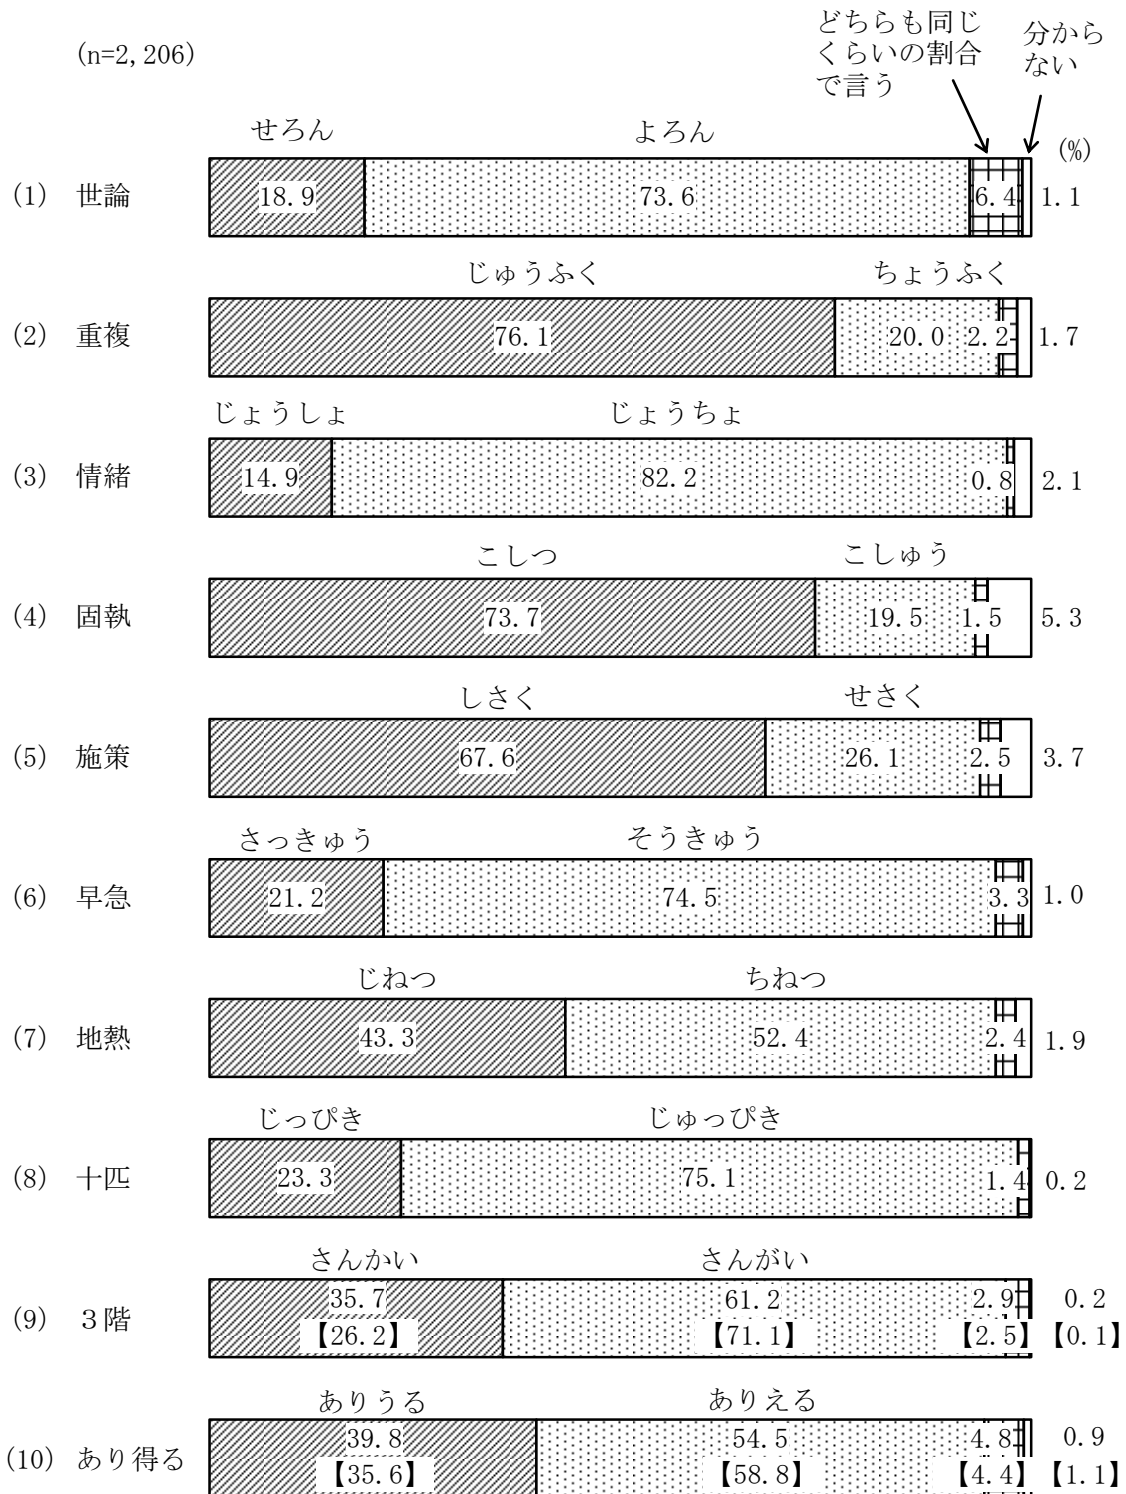 (n=2,206)
どちらも同じ
くらいの割合
で言う
分から
ない
(%)
せろん よろん
(1) 世論 18.9 73.6 6.4 1.1
じゅうふく ちょうふく
(2) 重複 76.1 20.0 2.2 1.7
じょうしょ じょうちょ
(3) 情緒 14.9 82.2 0.8 2.1
こしつ こしゅう
(4) 固執 73.7 19.5 1.5 5.3
しさく せさく
(5) 施策 67.6 26.1 2.5 3.7
さっきゅう そうきゅう
(6) 早急 21.2 74.5 3.3 1.0
じねつ ちねつ
(7) 地熱 43.3 52.4 2.4 1.9
じっぴき じゅっぴき
(8) 十匹 23.3 75.1 1.4 0.2
さんかい さんがい
(9) ３階 35.7 61.2 2.9 0.2
【26.2】 【71.1】 【2.5】 【0.1】
ありうる ありえる
(10) あり得る 39.8 54.5 4.8 0.9
【35.6】 【58.8】 【4.4】 【1.1】